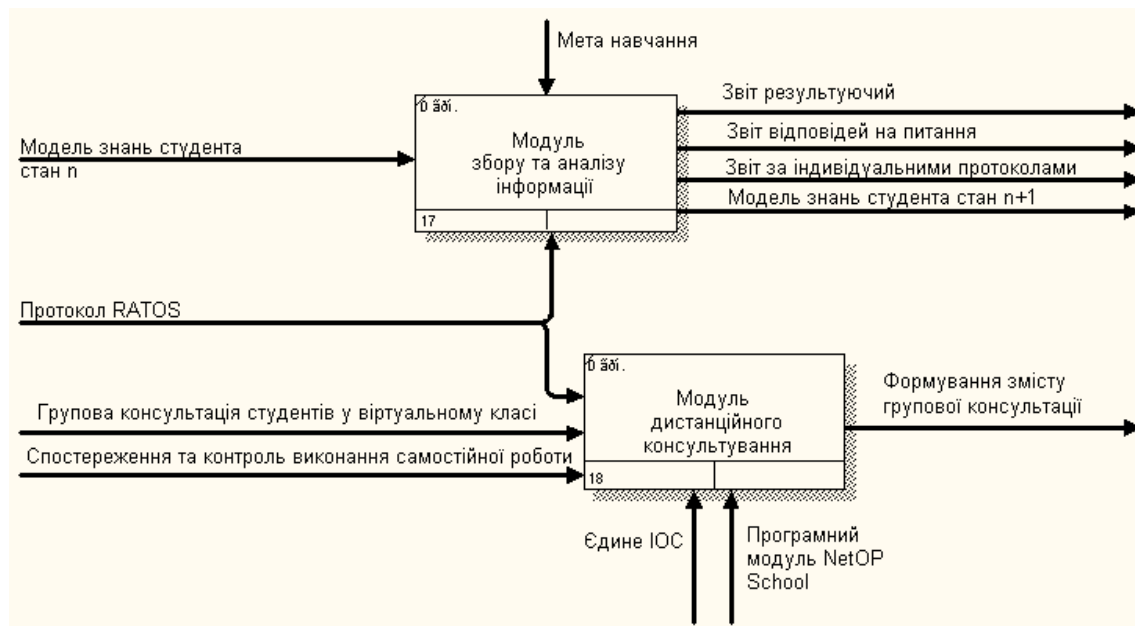 Мета навчання
Звіт результуючий
Модуль
збору та аналізу
інформації
Звіт відповідей на питання
Модель знань студента
стан n
Звіт за індивідуальними протоколами
Модель знань студента стан n+1
17
Протокол RATOS
Модуль
дистанційного
консультування
Формування змісту
групової консультації
Групова консультація студентів у віртуальному класі
Спостереження та контроль виконання самостійної роботи
18
Єдине ІОС
Програмний
модуль NetOP
School